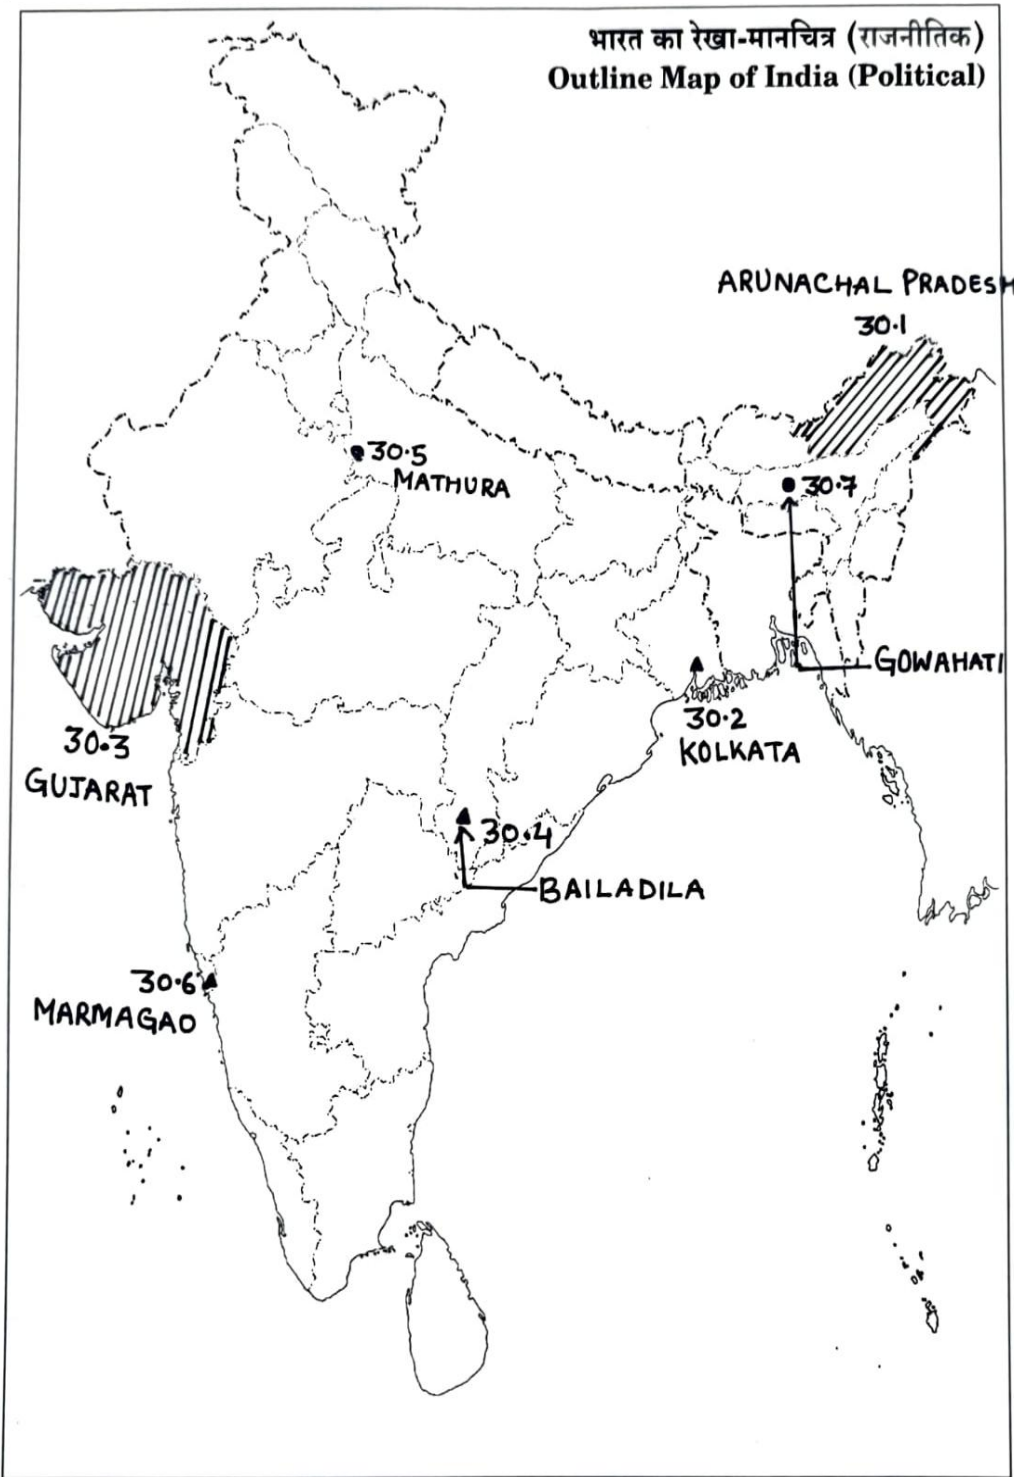 भारत का रेखा-मानचित्र (राजनीतिक)
Outline Map of India (Political)
ARUNACHAL PRADESH
30.1
30.5
MATHURA
30.7
GOWAHATI
30.2
KOLKATA
30.3
GUJARAT
30.4
BAILADILA
30.6
MARMAGAO